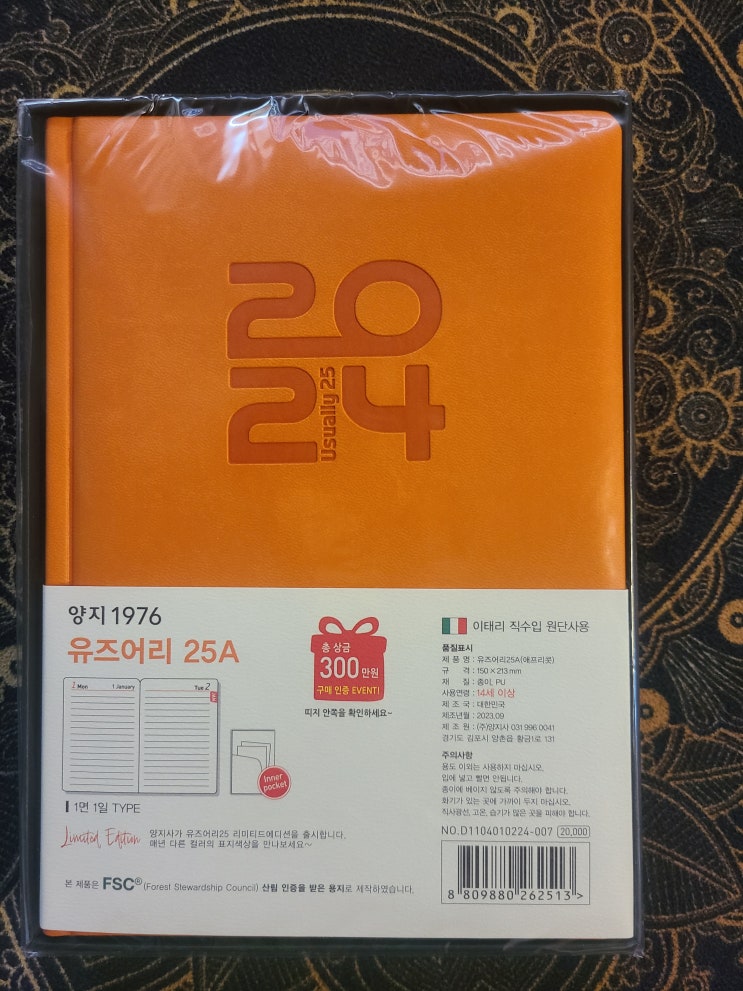 20
24
Usually 25
양지 1976
유즈어리 25A
1 Mon 1 January
Tue 2
Inner pocket
1면 1일 TYPE
Limited Edition
양지사가 유즈어리25 리미티드에디션을 출시합니다.
매년 다른 컬러의 표지색상을 만나보세요~
본 제품은 FSC® (Forest Stewardship Council) 산림 인증을 받은 용지로 제작하였습니다.
총 상금
300만원
구매 인증 EVENT!
띠지 안쪽을 확인하세요~
이태리 직수입 원단사용
품질표시
제 품 명 : 유즈어리25A(애프리콧)
규 격 : 150 × 213 mm
재 질 : 종이, PU
사용연령 : 14세 이상
제 조 국 : 대한민국
제조년월 : 2023.09
제 조 원 : (주)양지사 031 996 0041
경기도 김포시 양촌읍 황금1로 131
주의사항
용도 이외는 사용하지 마십시오.
입에 넣고 빨면 안됩니다.
종이에 베이지 않도록 주의해야 합니다.
화기가 있는 곳에 가까이 두지 마십시오.
직사광선, 고온, 습기가 많은 곳을 피해야 합니다.
NO.D1104010224-007 20,000
8 809880 262513 >